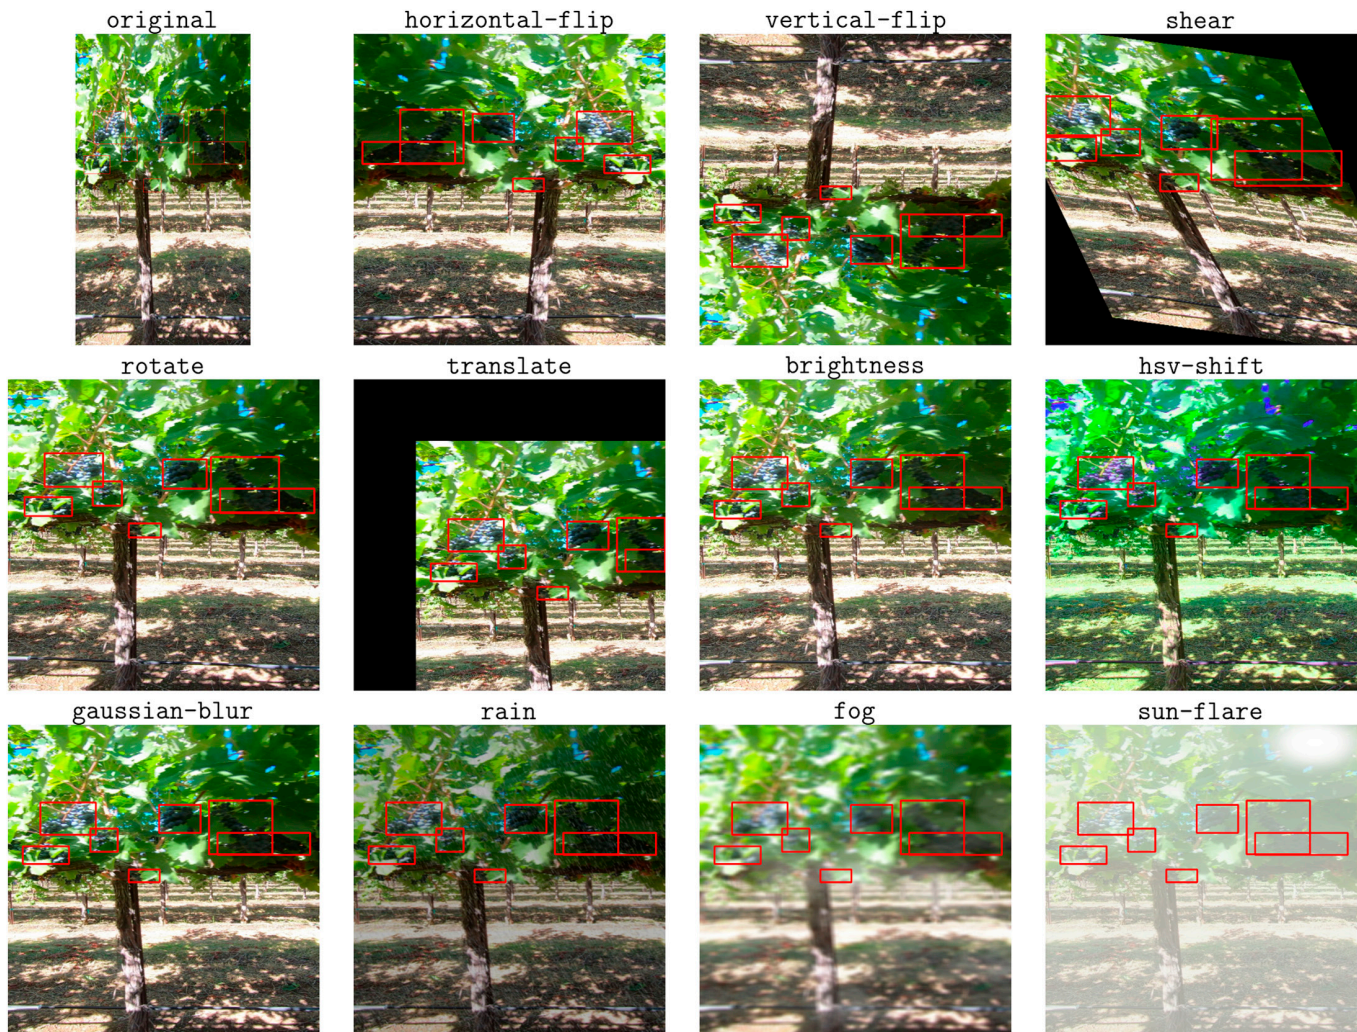 original
horizontal-flip
vertical-flip
shear
rotate
translate
brightness
hsv-shift
gaussian-blur
rain
fog
sun-flare